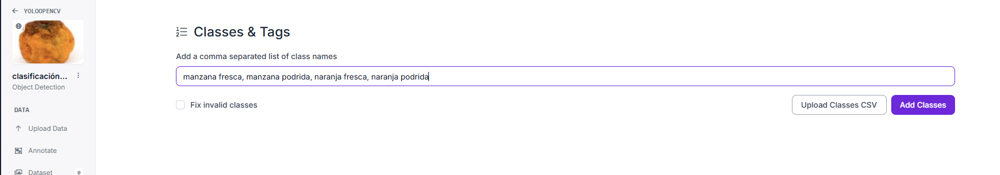 YOLOOPENCV
clasificación...
Object Detection
DATA
Upload Data
Annotate
Dataset 0
Classes & Tags
Add a comma separated list of class names
manzana fresca, manzana podrida, naranja fresca, naranja podrida
Fix invalid classes
Upload Classes CSV
Add Classes